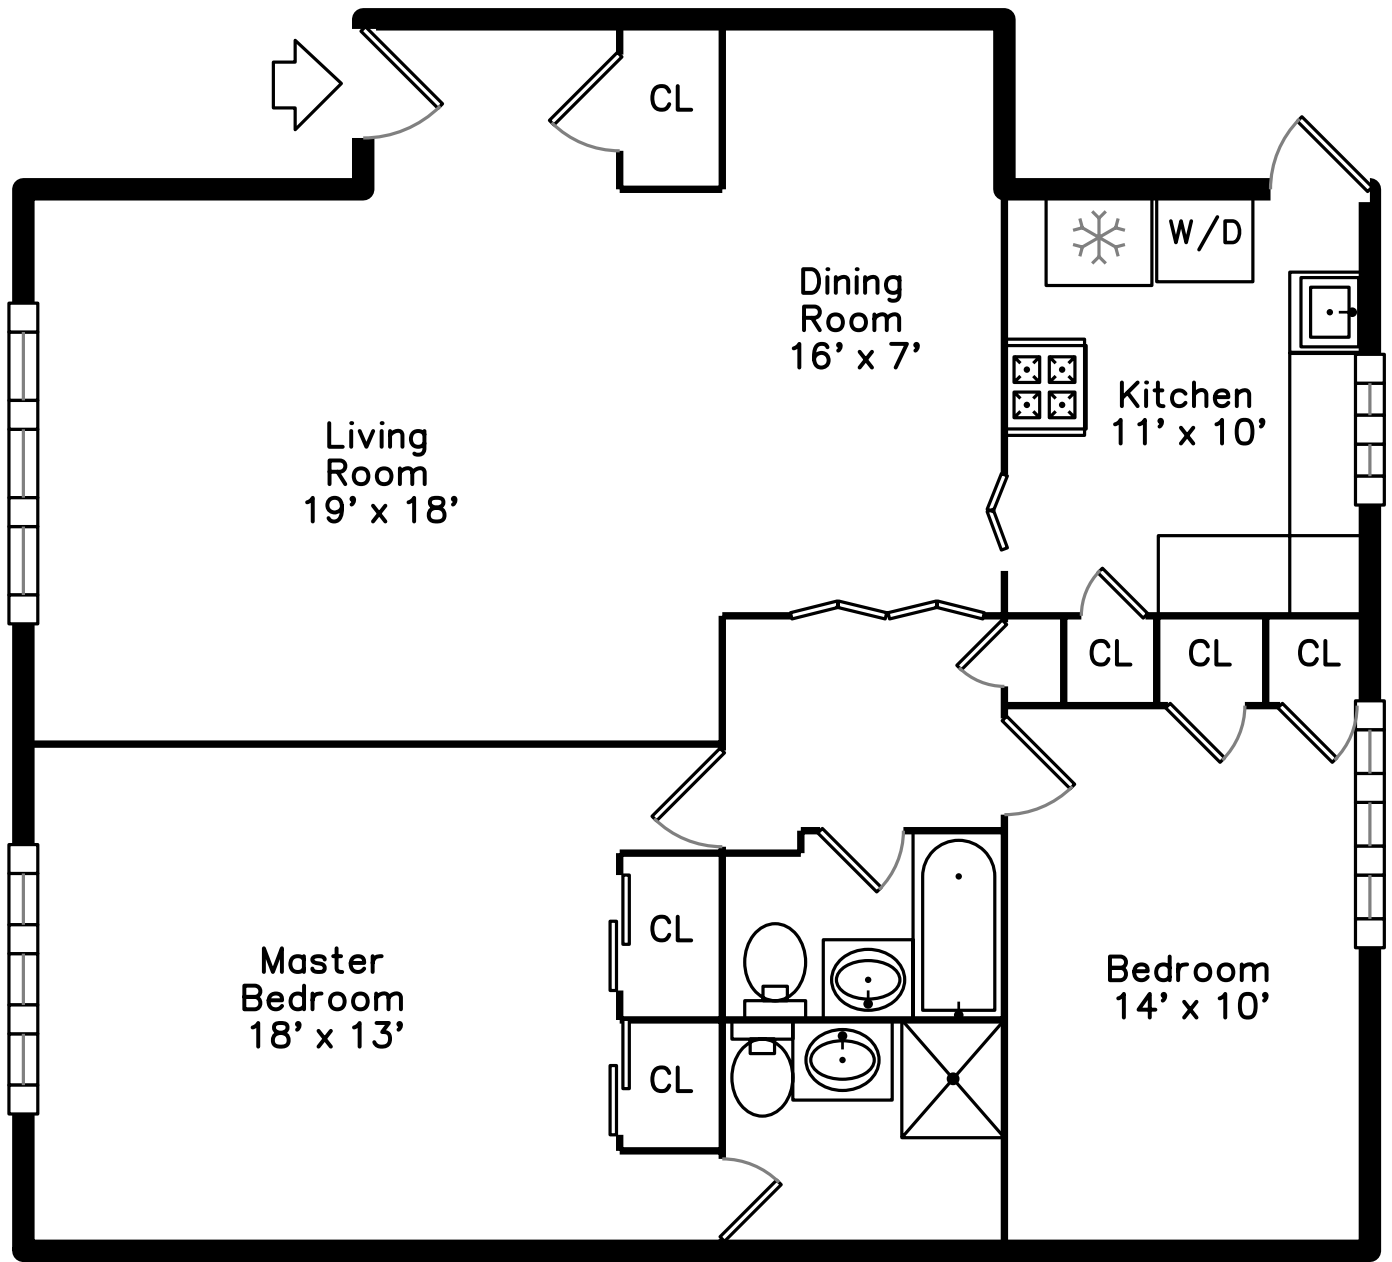 CL
W/D
Dining
Room
16' x 7'
Kitchen
11' x 10'
Living
Room
19' x 18'
CL
CL
CL
CL
Master
Bedroom
18' x 13'
Bedroom
14' x 10'
CL